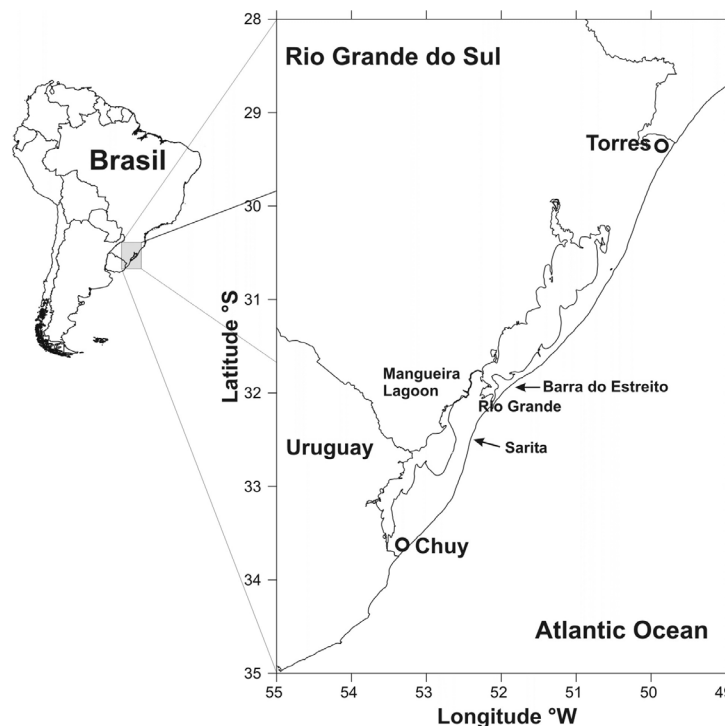 28
Rio Grande do Sul
29
Torres
Brasil
30
31
Latitude °S
Mangueira
Lagoon
32
Barra do Estreito
Rio Grande
Uruguay
Sarita
33
Chuy
34
Atlantic Ocean
35
55 54 53 52 51 50 49
Longitude °W